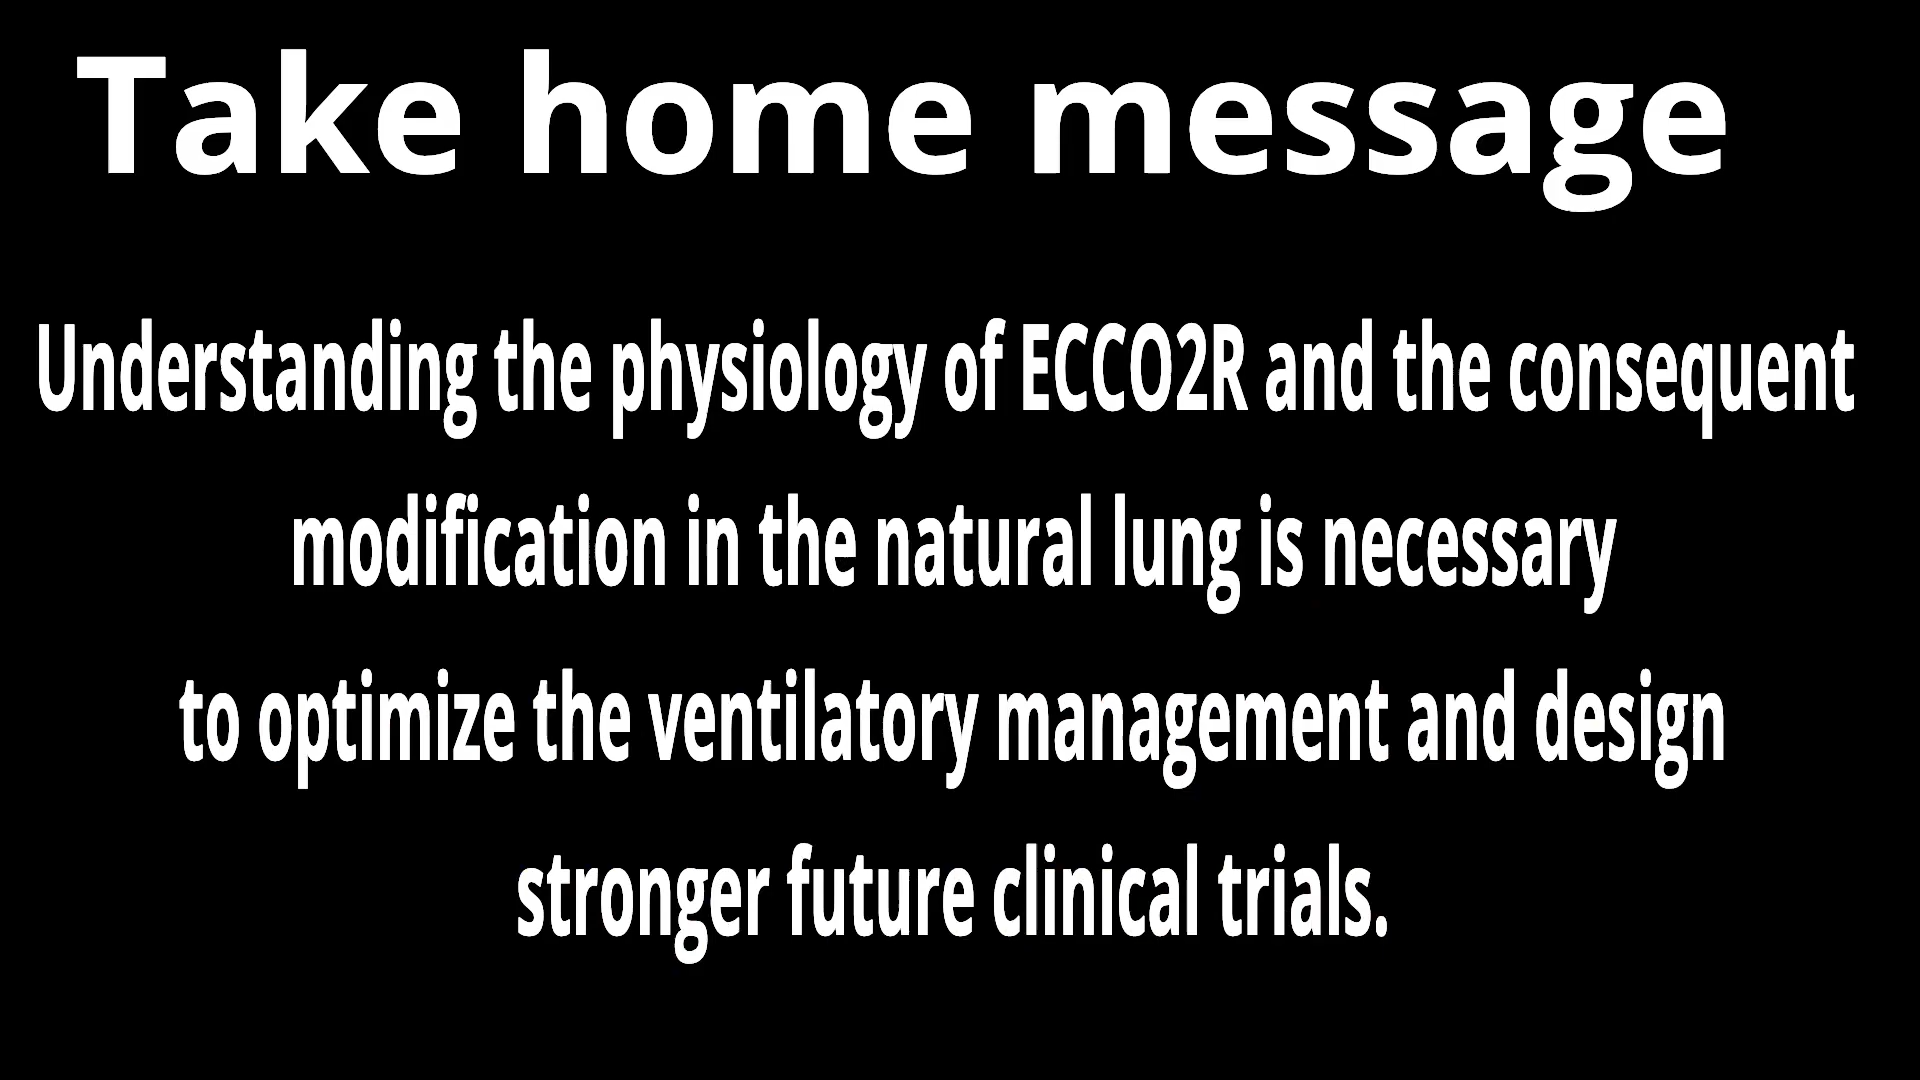 Take home message
Understanding the physiology of ECCO2R and the consequent
modification in the natural lung is necessary
to optimize the ventilatory management and design
stronger future clinical trials.